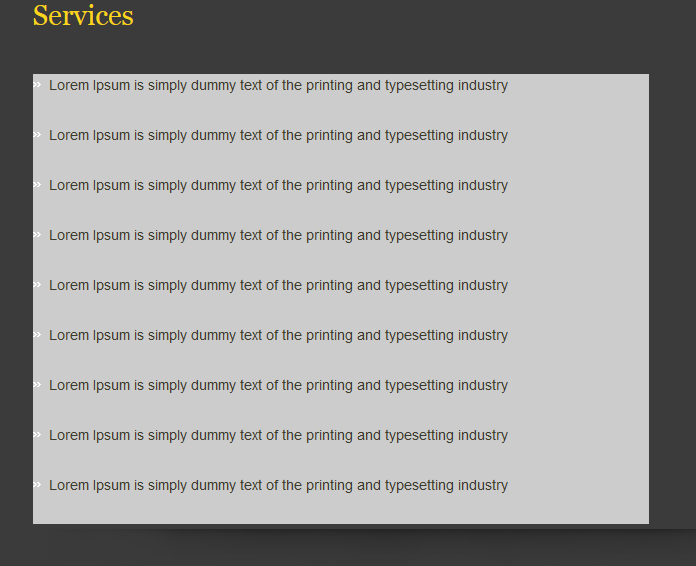 Services
» Lorem Ipsum is simply dummy text of the printing and typesetting industry
» Lorem Ipsum is simply dummy text of the printing and typesetting industry
» Lorem Ipsum is simply dummy text of the printing and typesetting industry
» Lorem Ipsum is simply dummy text of the printing and typesetting industry
» Lorem Ipsum is simply dummy text of the printing and typesetting industry
» Lorem Ipsum is simply dummy text of the printing and typesetting industry
» Lorem Ipsum is simply dummy text of the printing and typesetting industry
» Lorem Ipsum is simply dummy text of the printing and typesetting industry
» Lorem Ipsum is simply dummy text of the printing and typesetting industry